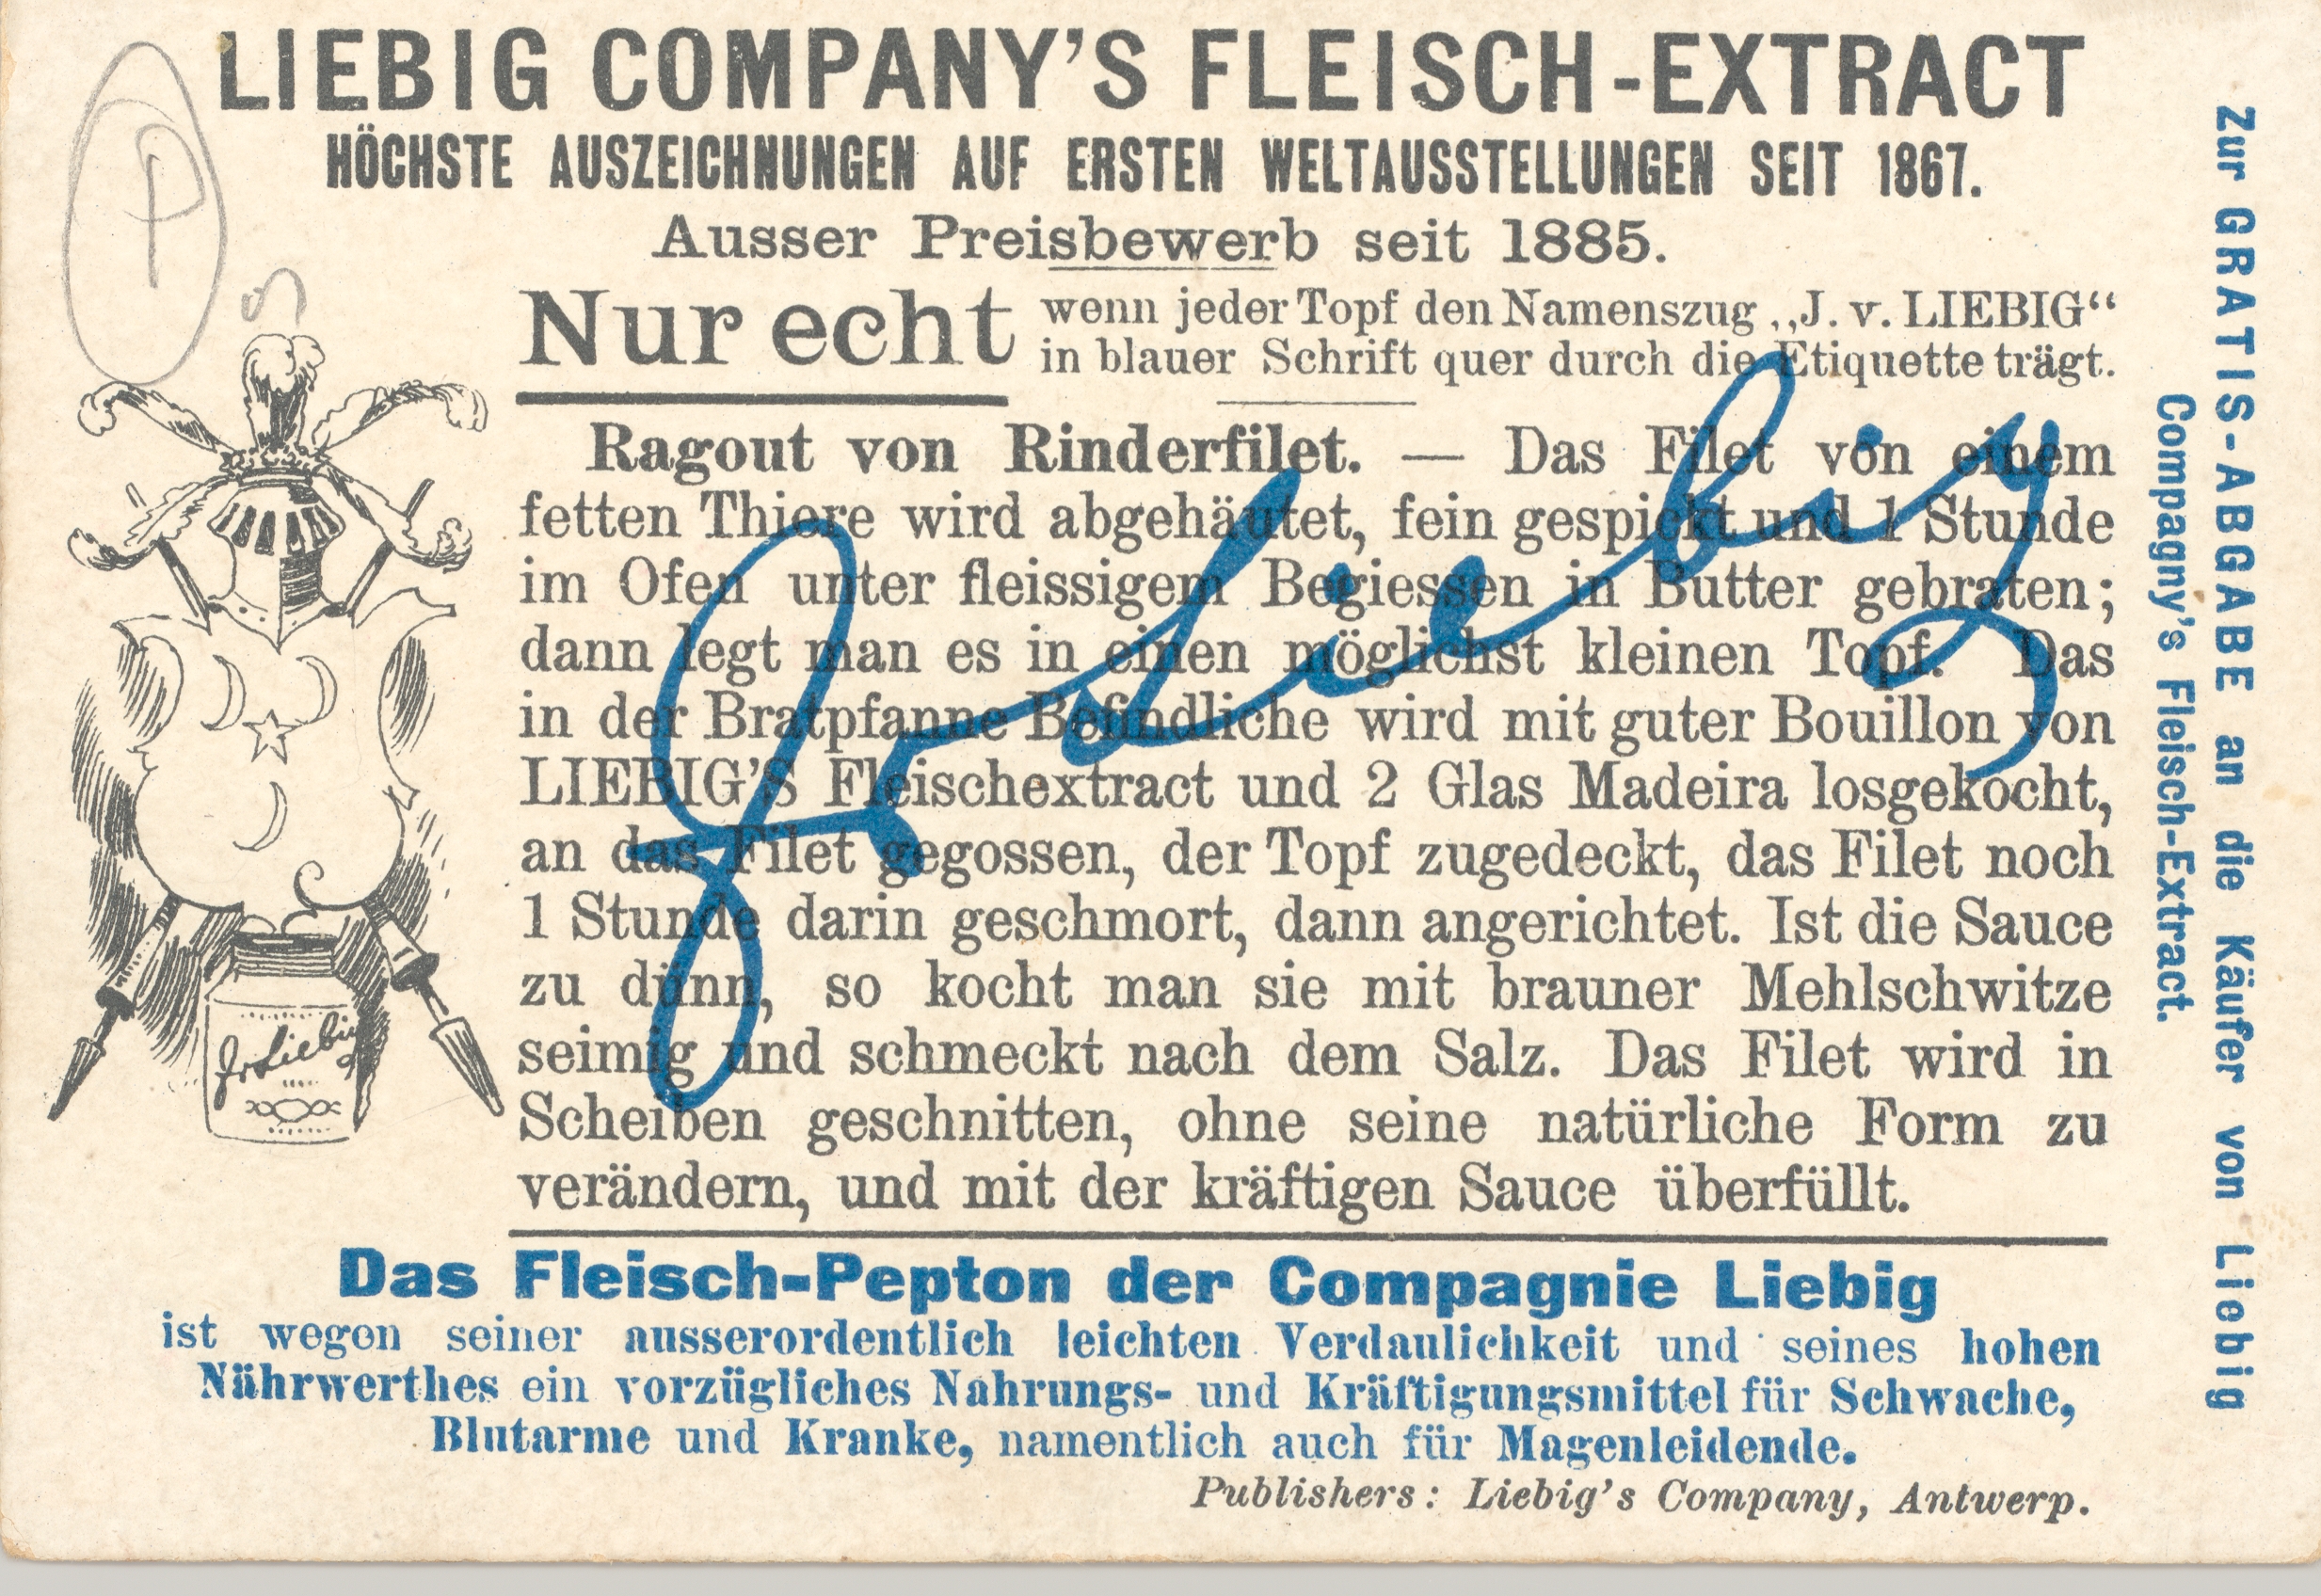 LIEBIG COMPANY'S FLEISCH-EXTRACT
HÖCHSTE AUSZEICHNUNGEN AUF ERSTEN WELTAUSSTELLUNGEN SEIT 1867.
Ausser Preisbewerb seit 1885.
Nur echt wenn jeder Topf den Namenszug „J. v. LIEBIG“
in blauer Schrift quer durch die Etiquette trägt.
Ragout von Rinderfilet. — Das Filet von einem
fetten Thiere wird abgehäutet, fein gespickt und 1 Stunde
im Ofen unter fleissigem Begiessen in Butter gebraten;
dann legt man es in einen möglichst kleinen Topf. Das
in der Bratpfanne Befindliche wird mit guter Bouillon von
LIEBIG'S Fleischextract und 2 Glas Madeira losgekocht,
an das Filet gegossen, der Topf zugedeckt, das Filet noch
1 Stunde darin geschmort, dann angerichtet. Ist die Sauce
zu dünn, so kocht man sie mit brauner Mehlschwitze
seimig und schmeckt nach dem Salz. Das Filet wird in
Scheiben geschnitten, ohne seine natürliche Form zu
verändern, und mit der kräftigen Sauce überfüllt.
JvLiebig
JvLiebig
Das Fleisch-Pepton der Compagnie Liebig
ist wegen seiner ausserordentlich leichten Verdaulichkeit und seines hohen
Nährwerthes ein vorzügliches Nahrungs- und Kräftigungsmittel für Schwache,
Blutarme und Kranke, namentlich auch für Magenleidende.
Publishers: Liebig's Company, Antwerp.
Zur GRATIS-ABGABE an die Käufer von Liebig
Compagny's Fleisch-Extract.
P